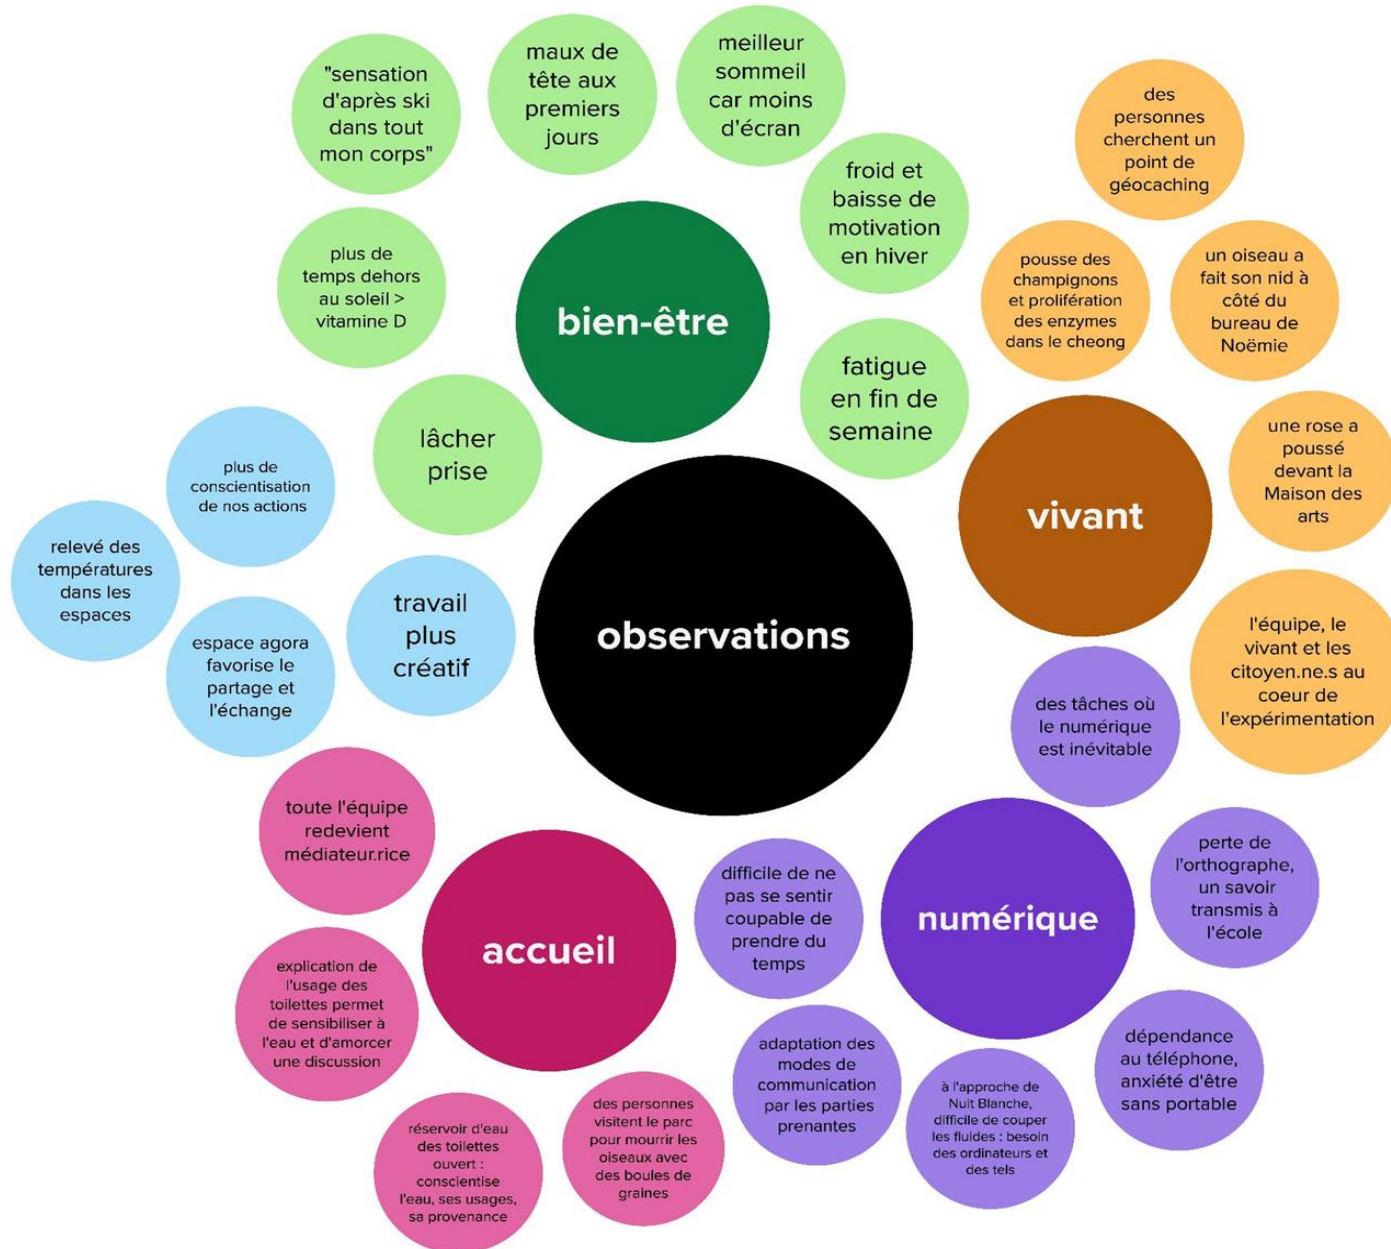 "sensation
d'après ski
dans tout
mon corps"
maux de
tête aux
premiers
jours
meilleur
sommeil
car moins
d'écran
froid et
baisse de
motivation
en hiver
plus de
temps dehors
au soleil >
vitamine D
bien-être
fatigue
en fin de
semaine
lâcher
prise
des
personnes
cherchent un
point de
géocaching
pousse des
champignons
et prolifération
des enzymes
dans le cheong
un oiseau a
fait son nid à
côté du
bureau de
Noëmie
vivant
une rose a
poussé
devant la
Maison des
arts
l'équipe, le
vivant et les
citoyen.ne.s au
coeur de
l'expérimentation
plus de
conscientisation
de nos actions
relevé des
températures
dans les
espaces
travail
plus
créatif
espace agora
favorise le
partage et
l'échange
observations
des tâches où
le numérique
est inévitable
toute l'équipe
redevient
médiateur.rice
accueil
explication de
l'usage des
toilettes permet
de sensibiliser à
l'eau et d'amorcer
une discussion
réservoir d'eau
des toilettes
ouvert :
conscientise
l'eau, ses usages,
sa provenance
des personnes
visitent le parc
pour mourrir les
oiseaux avec
des boules de
graines
difficile de ne
pas se sentir
coupable de
prendre du
temps
numérique
perte de
l'orthographe,
un savoir
transmis à
l'école
adaptation des
modes de
communication
par les parties
prenantes
à l'approche de
Nuit Blanche,
difficile de couper
les fluides : besoin
des ordinateurs et
des tels
dépendance
au téléphone,
anxiété d'être
sans portable